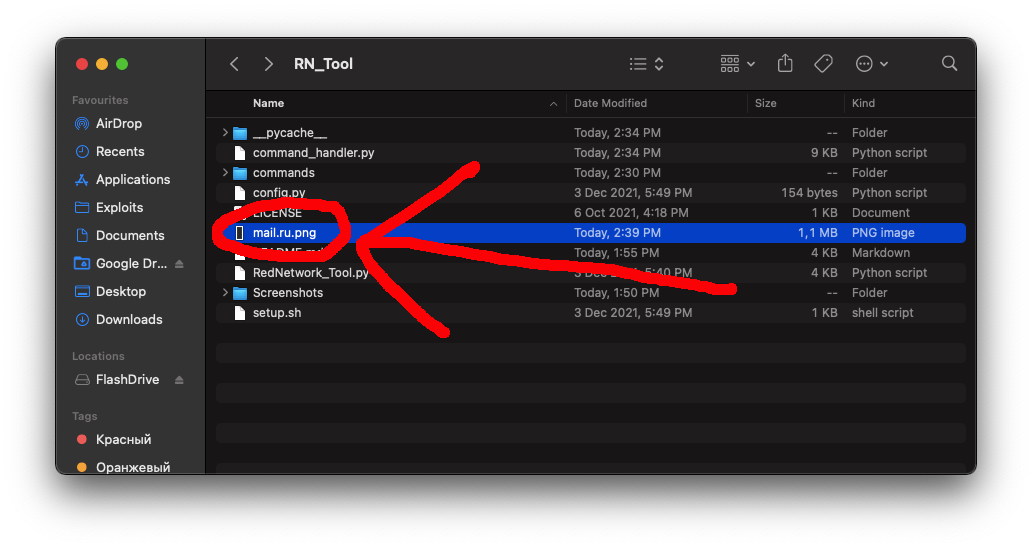 RN_Tool
Favourites
AirDrop
Recents
Applications
Exploits
Documents
Google Dr...
Desktop
Downloads
Locations
FlashDrive
Tags
Красный
Оранжевый
Name Date Modified Size Kind
__pycache__ Today, 2:34 PM -- Folder
command_handler.py Today, 2:34 PM 9 KB Python script
commands Today, 2:30 PM -- Folder
config.py 3 Dec 2021, 5:49 PM 154 bytes Python script
LICENSE 6 Oct 2021, 4:18 PM 1 KB Document
mail.ru.png Today, 2:39 PM 1,1 MB PNG image
Today, 1:55 PM 4 KB Markdown
RedNetwork_Tool.py 3 Dec 2021, 5:40 PM 4 KB Python script
Screenshots Today, 1:50 PM -- Folder
setup.sh 3 Dec 2021, 5:49 PM 1 KB shell script